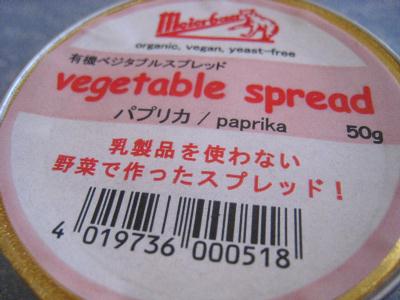 Moierhan
organic, vegan, yeast-free
有機ベジタブルスプレッド
vegetable spread
パプリカ / paprika
50g
乳製品を使わない
野菜で作ったスプレッド！
4 019736 000518